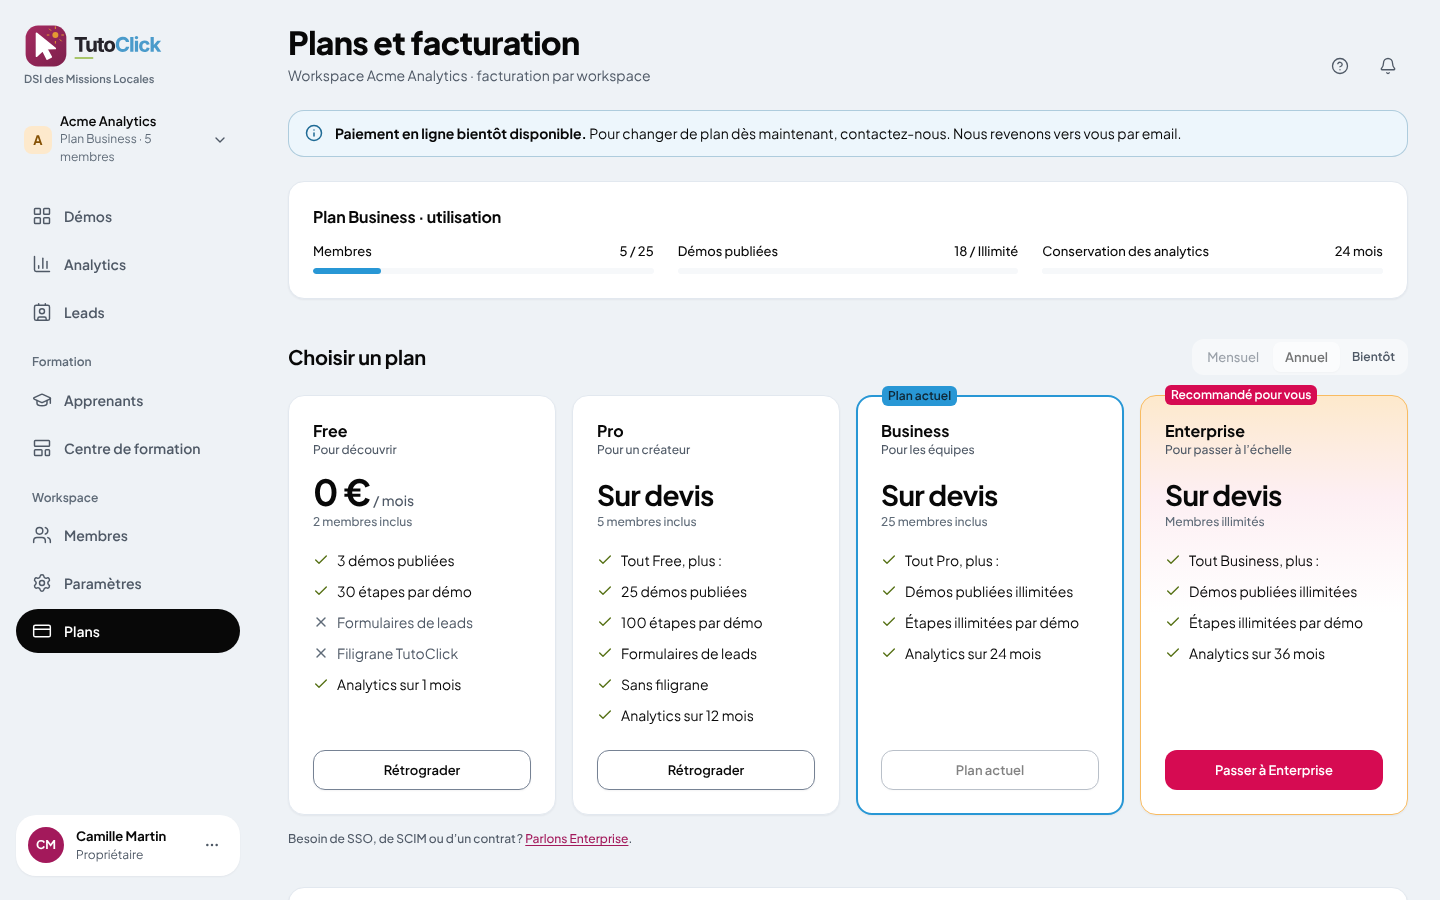 TutoClick
DSI des Missions Locales
A
Acme Analytics
Plan Business · 5
membres
Démos
Analytics
Leads
Formation
Apprenants
Centre de formation
Workspace
Membres
Paramètres
Plans
CM
Camille Martin
Propriétaire
Plans et facturation
Workspace Acme Analytics · facturation par workspace
Paiement en ligne bientôt disponible. Pour changer de plan dès maintenant, contactez-nous. Nous revenons vers vous par email.
Plan Business · utilisation
Membres 5 / 25
Démos publiées 18 / Illimité
Conservation des analytics 24 mois
Choisir un plan
Mensuel Annuel Bientôt
Free
Pour découvrir
0 € / mois
2 membres inclus
3 démos publiées
30 étapes par démo
Formulaires de leads
Filigrane TutoClick
Analytics sur 1 mois
Rétrograder
Pro
Pour un créateur
Sur devis
5 membres inclus
Tout Free, plus :
25 démos publiées
100 étapes par démo
Formulaires de leads
Sans filigrane
Analytics sur 12 mois
Rétrograder
Plan actuel
Business
Pour les équipes
Sur devis
25 membres inclus
Tout Pro, plus :
Démos publiées illimitées
Étapes illimitées par démo
Analytics sur 24 mois
Plan actuel
Recommandé pour vous
Enterprise
Pour passer à l'échelle
Sur devis
Membres illimités
Tout Business, plus :
Démos publiées illimitées
Étapes illimitées par démo
Analytics sur 36 mois
Passer à Enterprise
Besoin de SSO, de SCIM ou d'un contrat ? Parlons Enterprise.